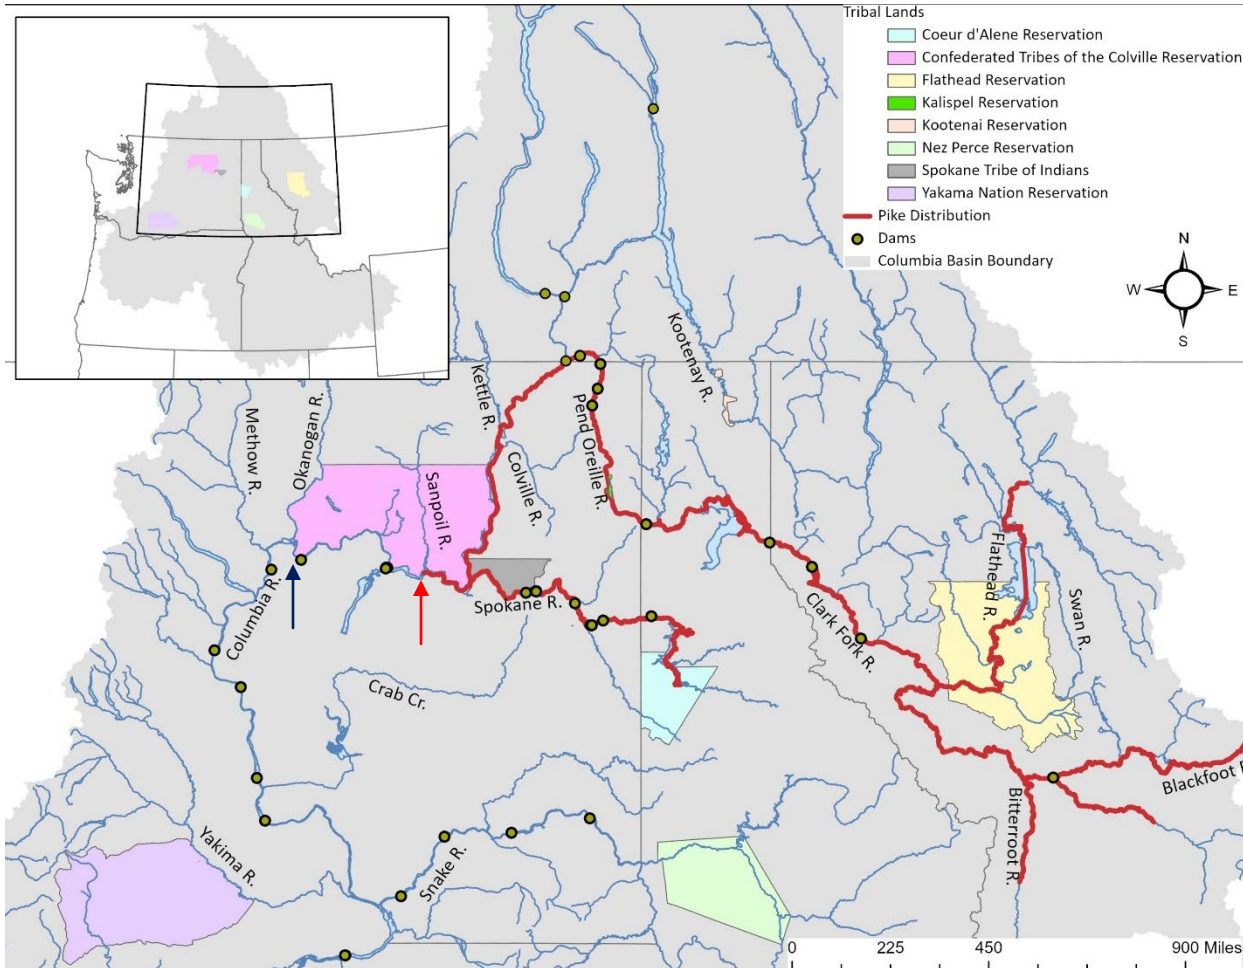 Tribal Lands
Coeur d'Alene Reservation
Confederated Tribes of the Colville Reservation
Flathead Reservation
Kalispel Reservation
Kootenai Reservation
Nez Perce Reservation
Spokane Tribe of Indians
Yakama Nation Reservation
Pike Distribution
Dams
Columbia Basin Boundary
N
W
E
S
Kootenay R.
Kettle R.
Okanogan R.
Methow R.
Pend Oreille R.
Colville R.
Sanpoil R.
Columbia R.
Spokane R.
Flathead R.
Swan R.
Clark Fork R.
Crab Cr.
Blackfoot R
Bitterroot R.
Snake R.
Yakima R.
0 225 450 900 Miles